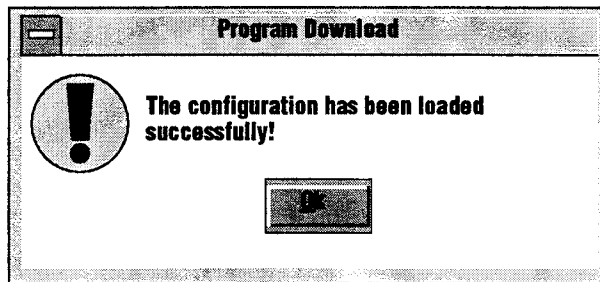 Program Download
The configuration has been loaded
successfully!
Ok